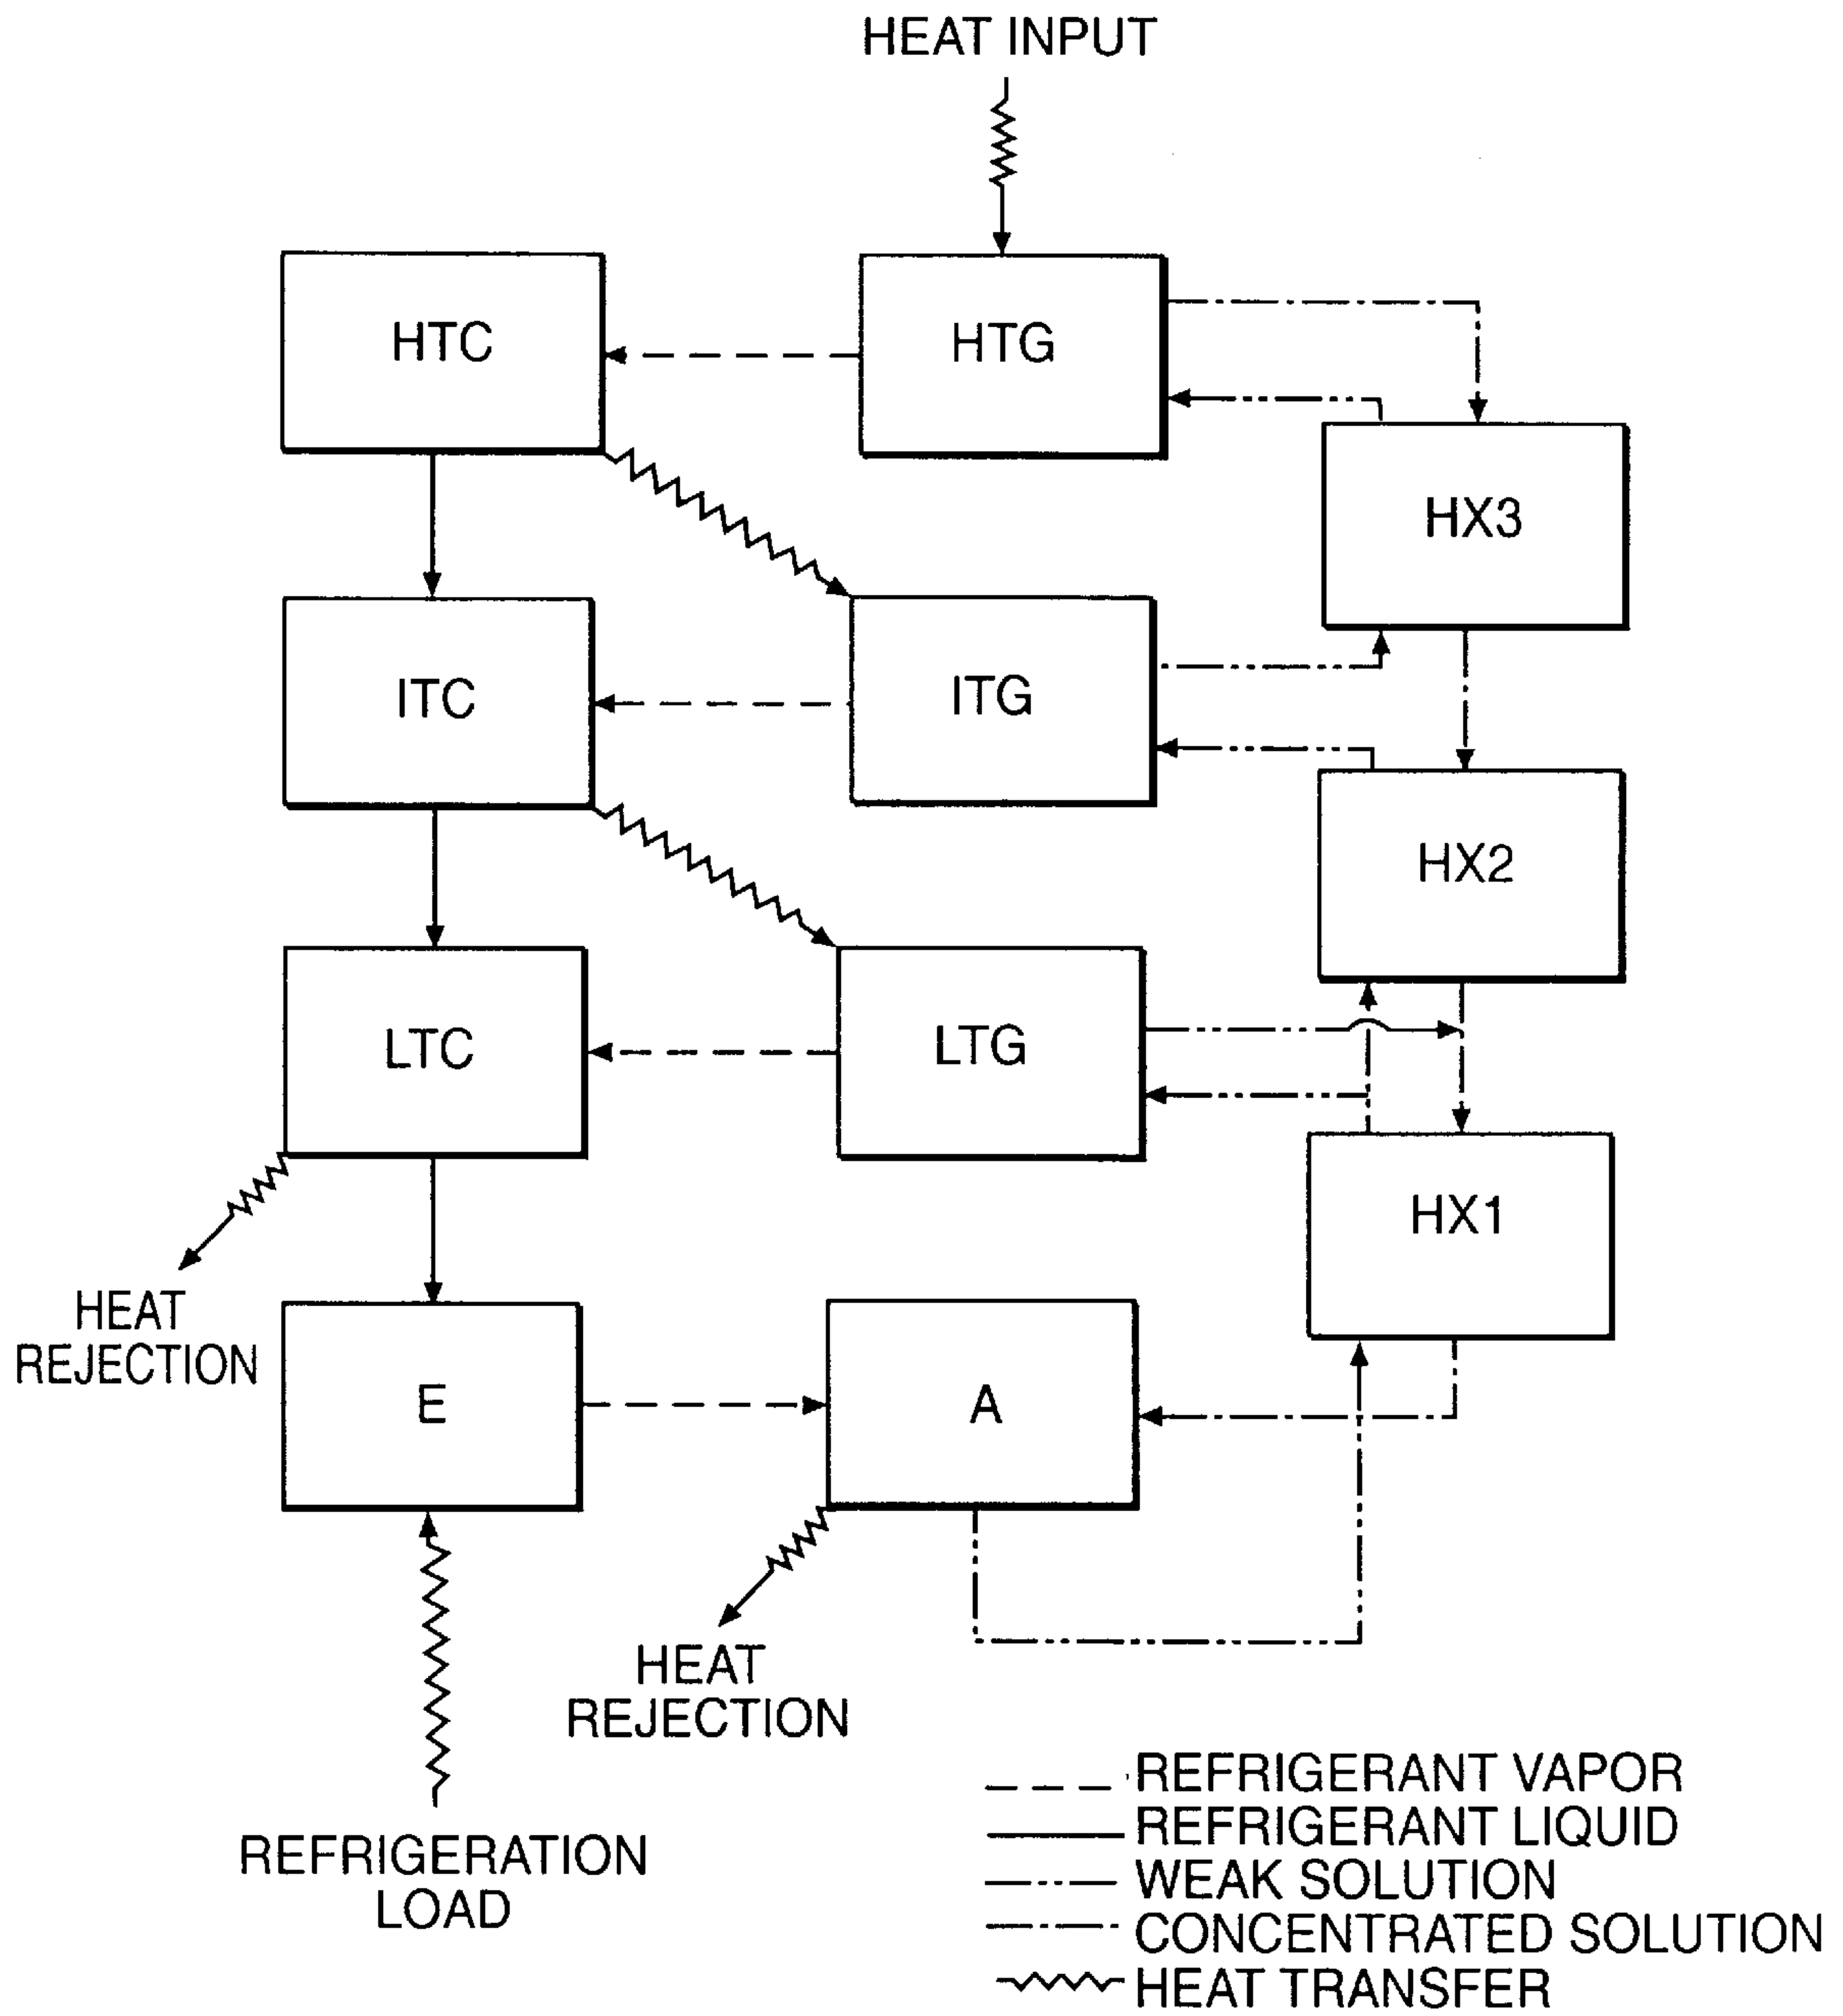 HEAT INPUT
HTC
HTG
HX3
ITC
ITG
HX2
LTC
LTG
HX1
HEAT
REJECTION
E
A
HEAT
REJECTION
REFRIGERATION
LOAD
REFRIGERANT VAPOR
REFRIGERANT LIQUID
WEAK SOLUTION
CONCENTRATED SOLUTION
HEAT TRANSFER